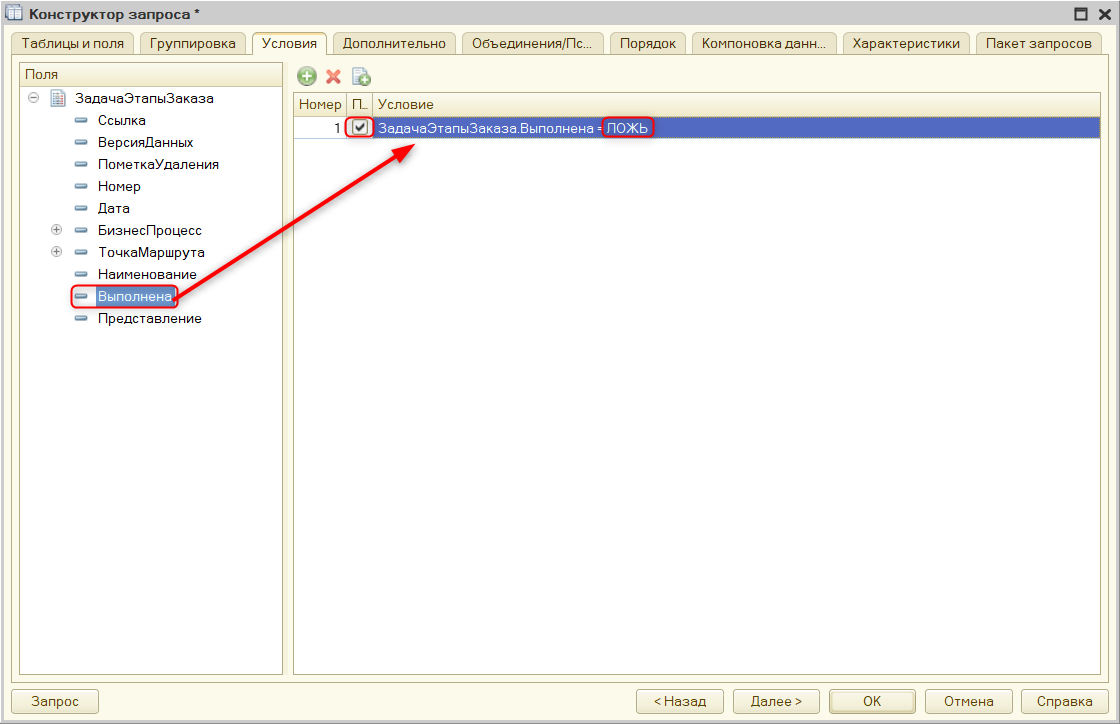 Конструктор запроса *
Таблицы и поля Группировка Условия Дополнительно Объединения/Пс... Порядок Компоновка данн... Характеристики Пакет запросов
Поля
ЗадачаЭтапыЗаказа
Ссылка
ВерсияДанных
ПометкаУдаления
Номер
Дата
БизнесПроцесс
ТочкаМаршрута
Наименование
Выполнена
Представление
Номер П... Условие
1 ЗадачаЭтапыЗаказа.Выполнена = ЛОЖЬ
Запрос < Назад Далее > OK Отмена Справка